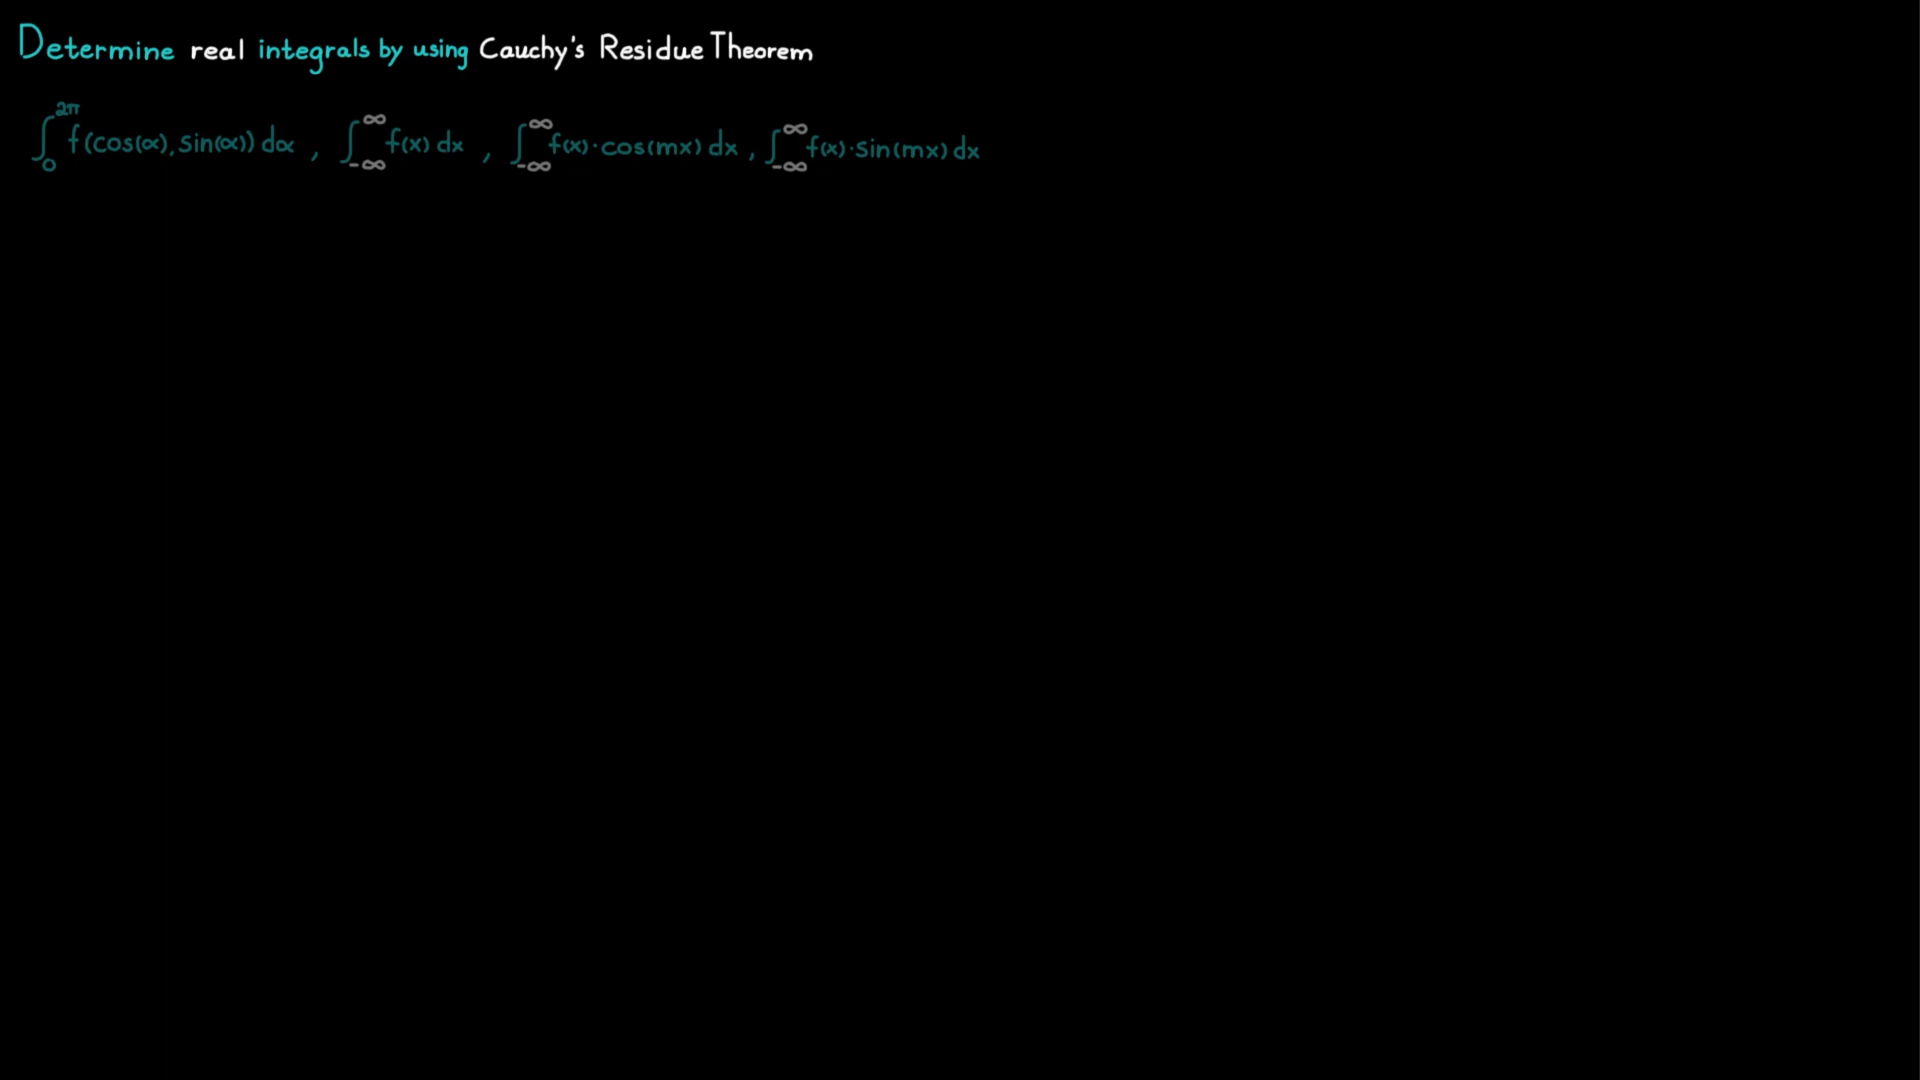 Determine real integrals by using Cauchy's Residue Theorem
∫₀^2π f(cos(α), sin(α)) dα , ∫₋∞^∞ f(x) dx , ∫₋∞^∞ f(x)·cos(mx) dx , ∫₋∞^∞ f(x)·sin(mx) dx